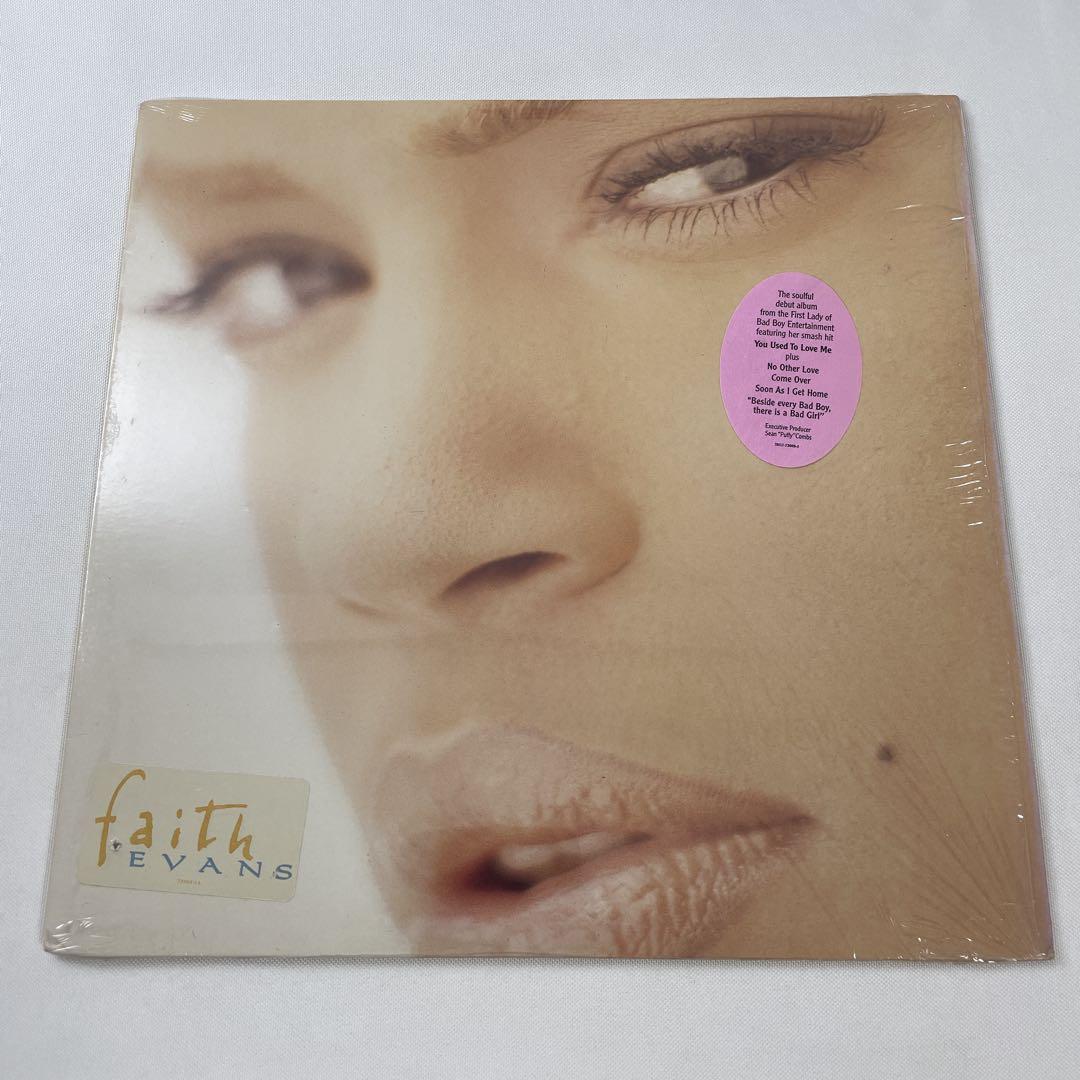 The soulful
debut album
from the First Lady of
Bad Boy Entertainment
featuring her smash hit
You Used To Love Me
plus
No Other Love
Come Over
Soon As I Get Home
"Beside every Bad Boy,
there is a Bad Girl"
Executive Producer
Sean "Puffy" Combs
faith
EVANS